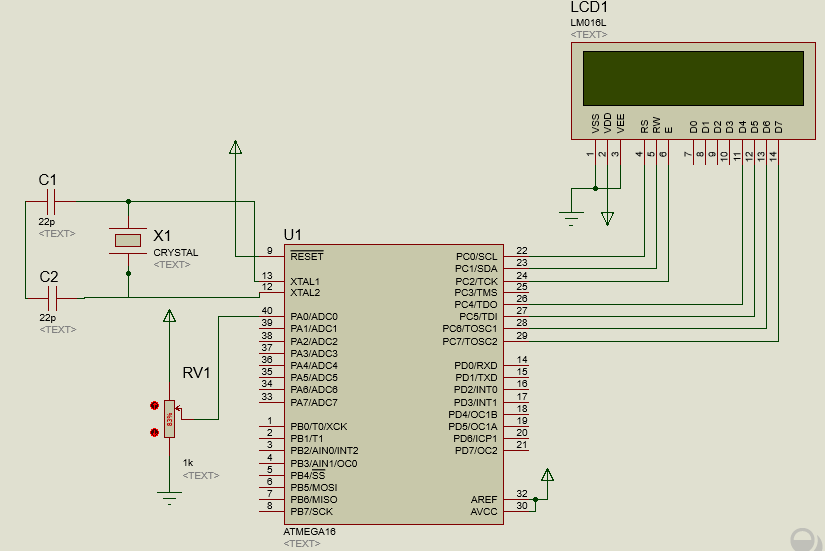 LCD1
LM016L
<TEXT>
VSS VDD VEE RS RW E D0 D1 D2 D3 D4 D5 D6 D7
1 2 3 4 5 6 7 8 9 10 11 12 13 14
C1
22p
<TEXT>
X1
CRYSTAL
<TEXT>
C2
22p
<TEXT>
RV1
83%
1k
<TEXT>
U1
9 RESET
13 XTAL1
12 XTAL2
40 PA0/ADC0
39 PA1/ADC1
38 PA2/ADC2
37 PA3/ADC3
36 PA4/ADC4
35 PA5/ADC5
34 PA6/ADC6
33 PA7/ADC7
1 PB0/T0/XCK
2 PB1/T1
3 PB2/AIN0/INT2
4 PB3/AIN1/OC0
5 PB4/SS
6 PB5/MOSI
7 PB6/MISO
8 PB7/SCK
PC0/SCL 22
PC1/SDA 23
PC2/TCK 24
PC3/TMS 25
PC4/TDO 26
PC5/TDI 27
PC6/TOSC1 28
PC7/TOSC2 29
PD0/RXD 14
PD1/TXD 15
PD2/INT0 16
PD3/INT1 17
PD4/OC1B 18
PD5/OC1A 19
PD6/ICP1 20
PD7/OC2 21
AREF 32
AVCC 30
ATMEGA16
<TEXT>